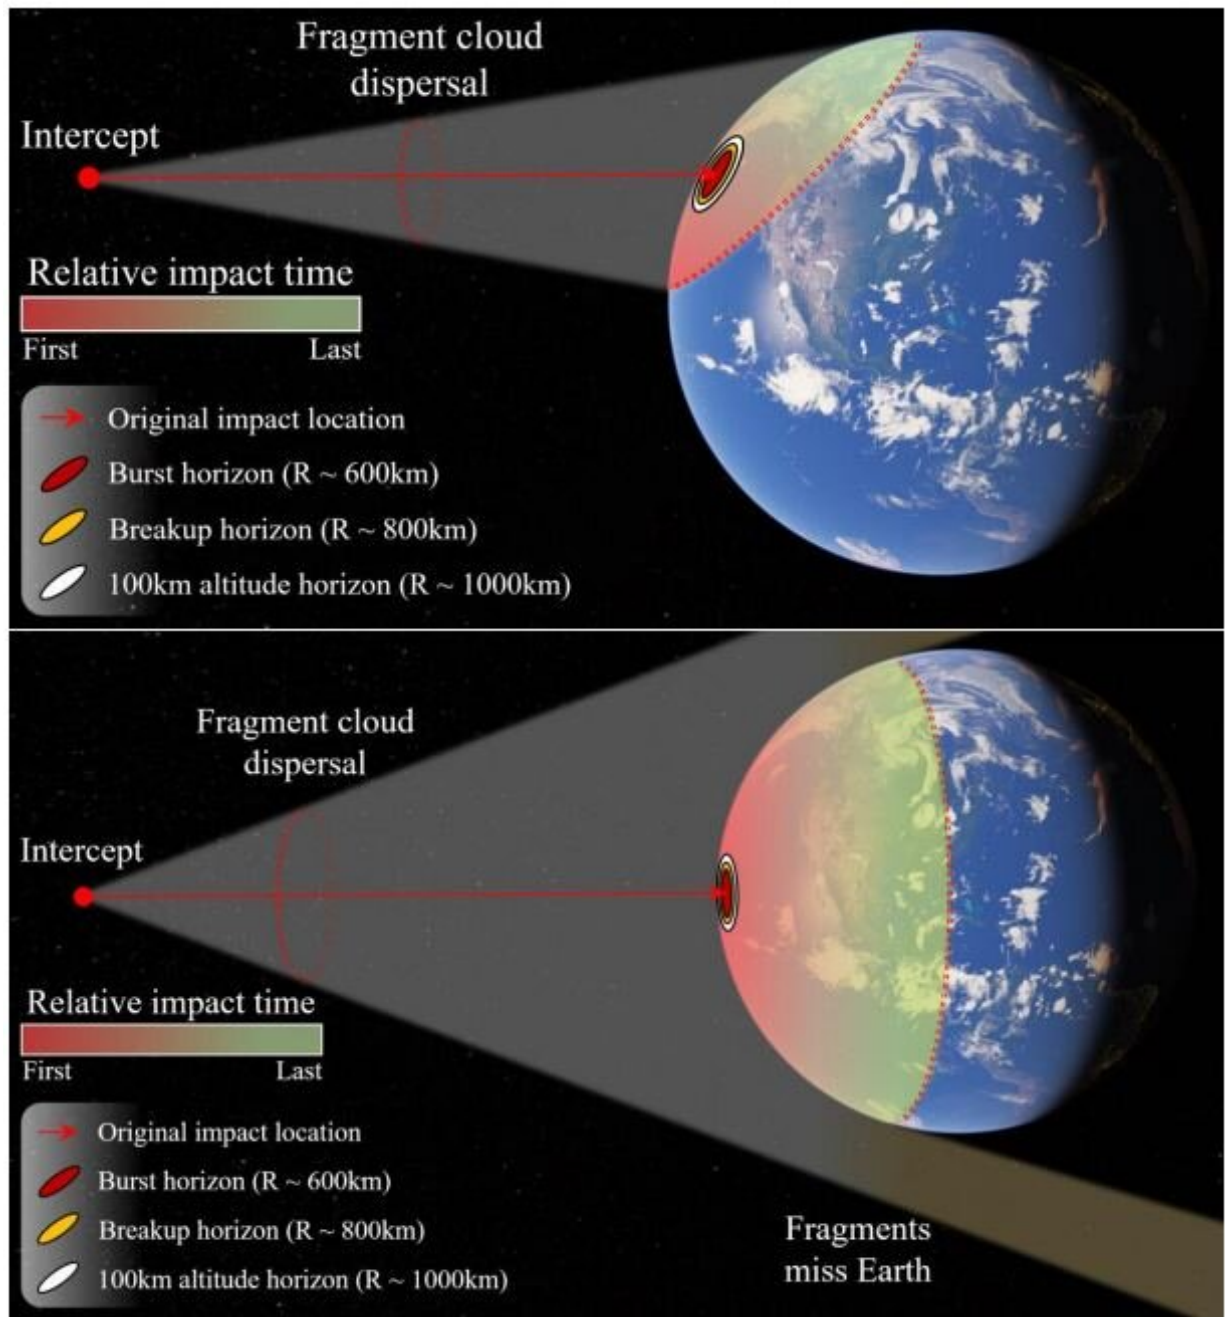 Fragment cloud
dispersal
Intercept
Relative impact time
First Last
Original impact location
Burst horizon (R ~ 600km)
Breakup horizon (R ~ 800km)
100km altitude horizon (R ~ 1000km)
Fragment cloud
dispersal
Intercept
Relative impact time
First Last
Original impact location
Burst horizon (R ~ 600km)
Breakup horizon (R ~ 800km)
100km altitude horizon (R ~ 1000km)
Fragments
miss Earth